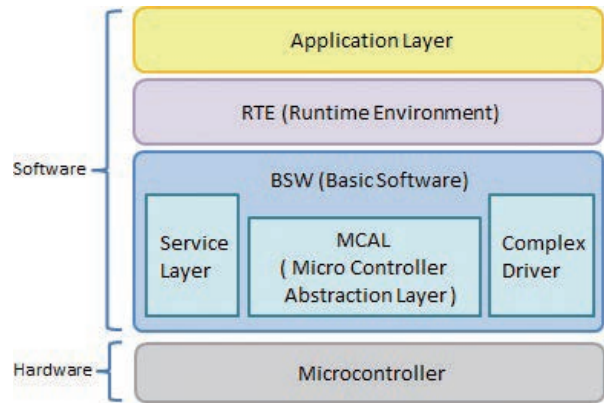 Application Layer
RTE (Runtime Environment)
Software
BSW (Basic Software)
Service
Layer
MCAL
( Micro Controller
Abstraction Layer )
Complex
Driver
Hardware
Microcontroller